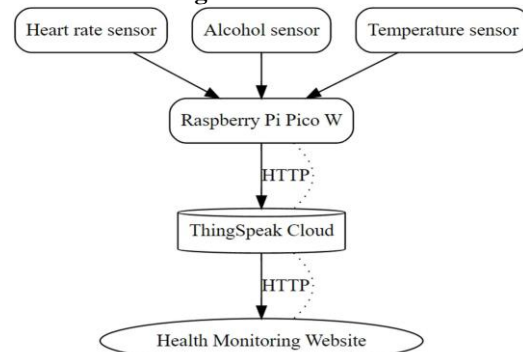 Heart rate sensor
Alcohol sensor
Temperature sensor
Raspberry Pi Pico W
HTTP
ThingSpeak Cloud
HTTP
Health Monitoring Website